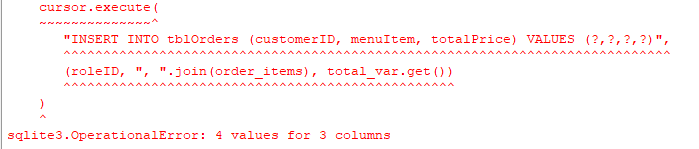 cursor.execute(
~~~~~~~~~~~~~~^
"INSERT INTO tblOrders (customerID, menuItem, totalPrice) VALUES (?,?,?,?)",
^^^^^^^^^^^^^^^^^^^^^^^^^^^^^^^^^^^^^^^^^^^^^^^^^^^^^^^^^^^^^^^^^^^^^^^^^^^^
(roleID, ", ".join(order_items), total_var.get())
^^^^^^^^^^^^^^^^^^^^^^^^^^^^^^^^^^^^^^^^^^^^^^^^^
)
^
sqlite3.OperationalError: 4 values for 3 columns